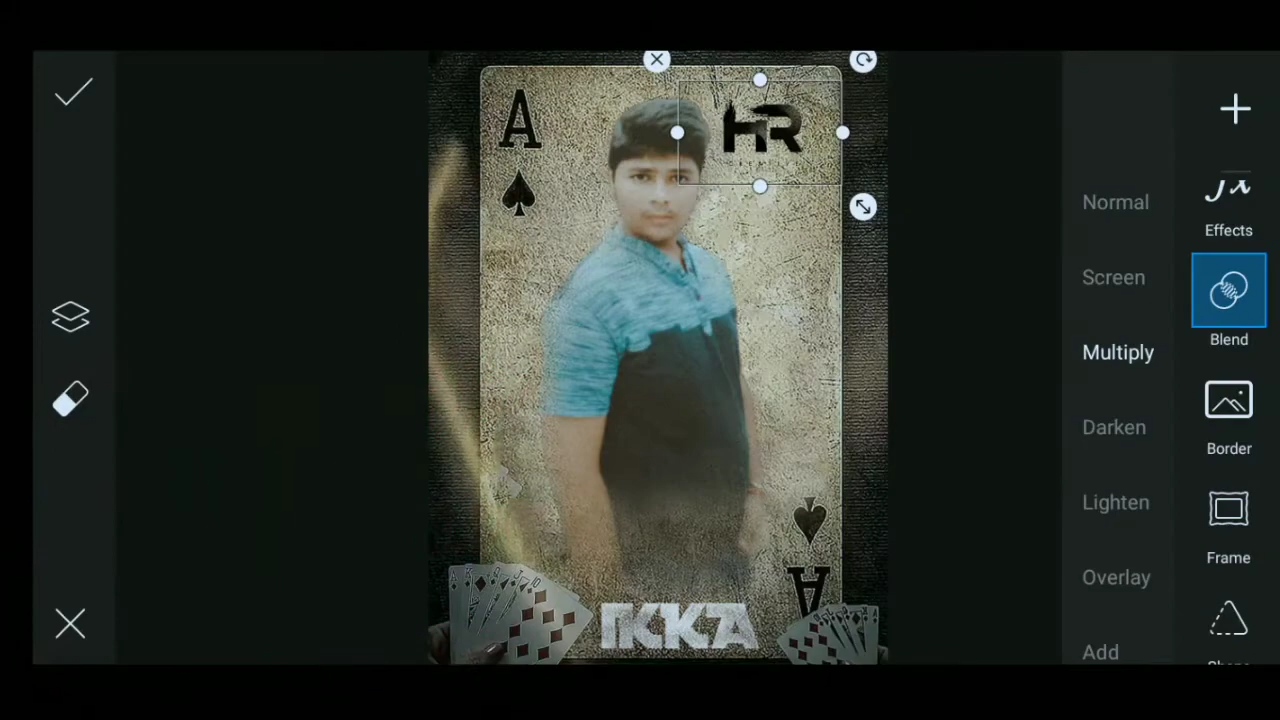 A
HR
Effects
Normal
Screen
Blend
Multiply
Border
Darken
Lighten
Frame
Overlay
Add
A
IKKA